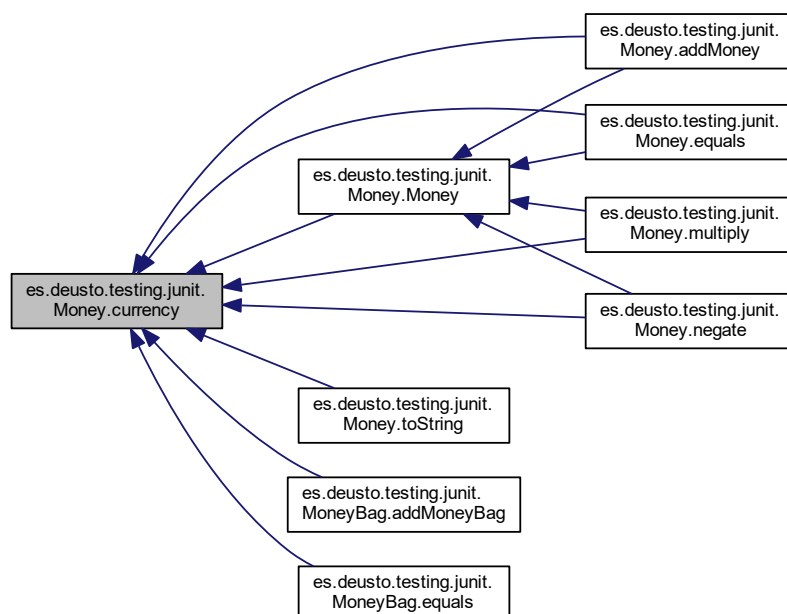 es.deusto.testing.junit.
Money.addMoney
es.deusto.testing.junit.
Money.equals
es.deusto.testing.junit.
Money.Money
es.deusto.testing.junit.
Money.multiply
es.deusto.testing.junit.
Money.currency
es.deusto.testing.junit.
Money.negate
es.deusto.testing.junit.
Money.toString
es.deusto.testing.junit.
MoneyBag.addMoneyBag
es.deusto.testing.junit.
MoneyBag.equals